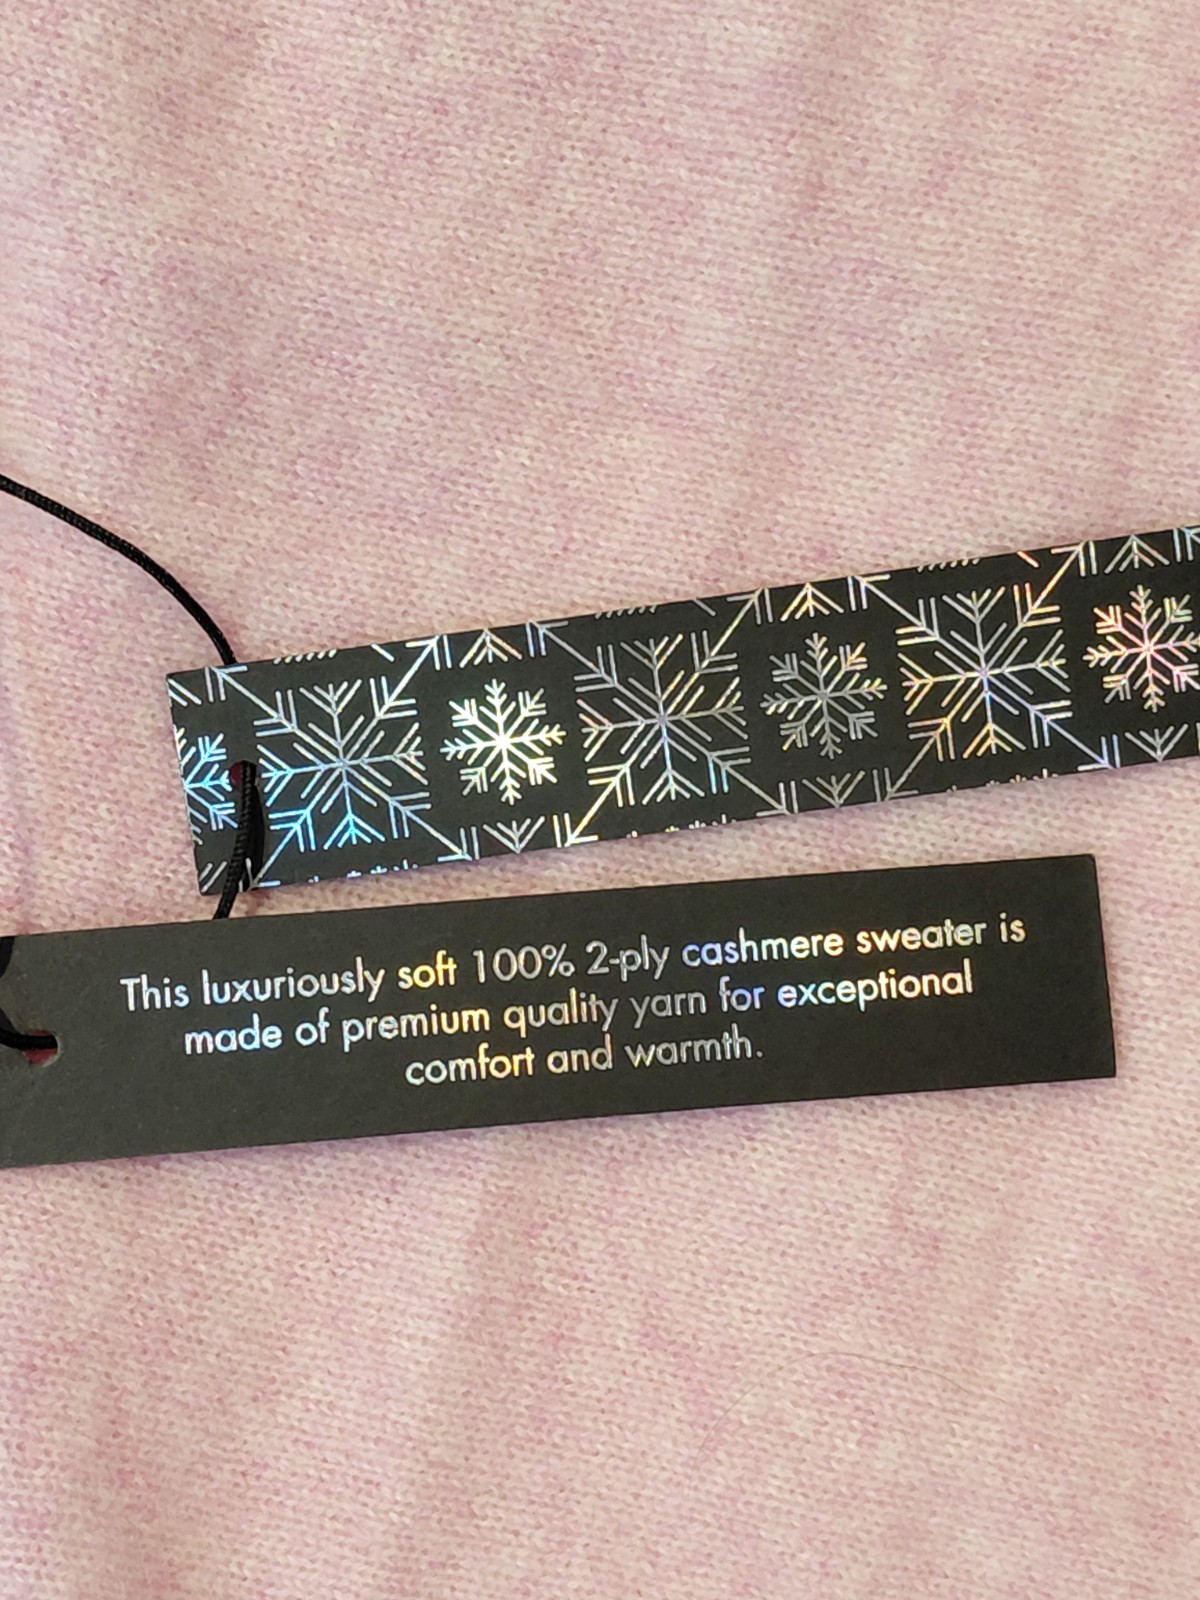 This luxuriously soft 100% 2-ply cashmere sweater is
made of premium quality yarn for exceptional
comfort and warmth.